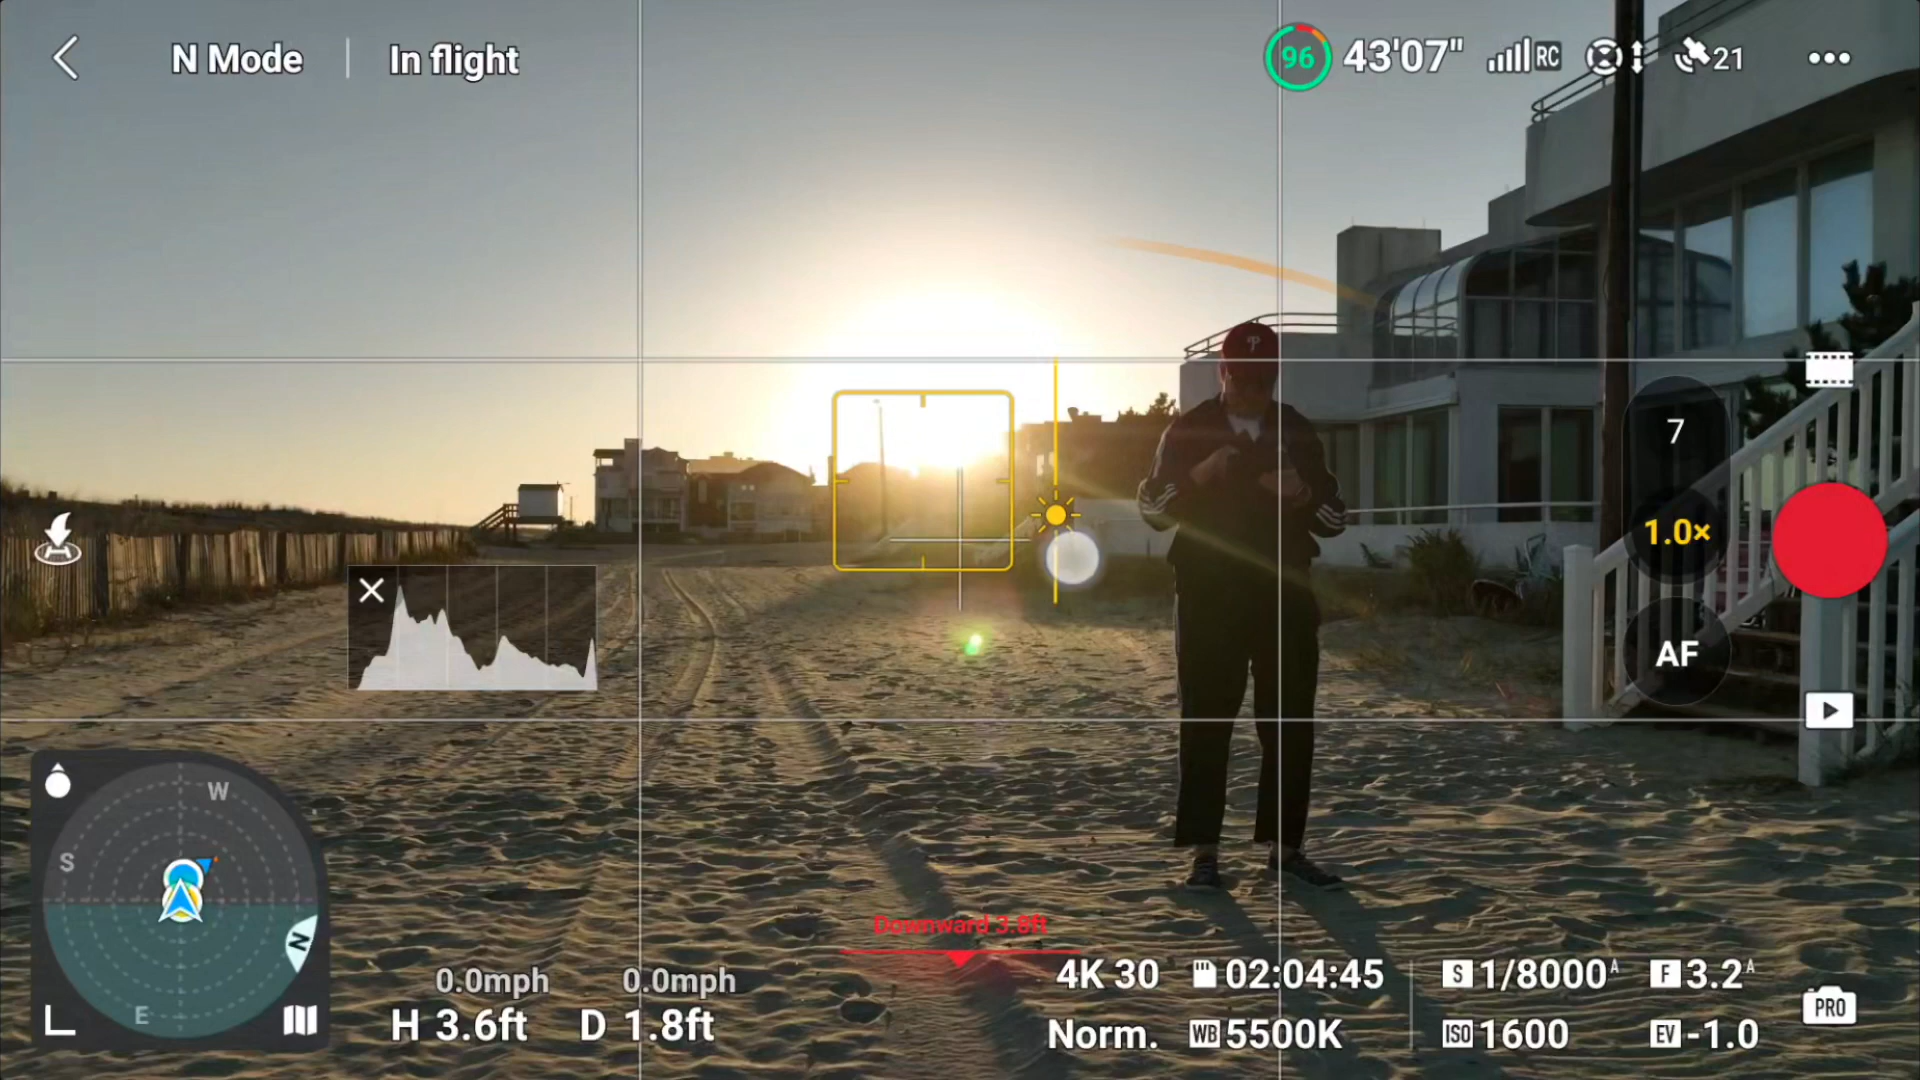 N Mode | In flight
96 43'07" RC 21
P
7
1.0×
AF
W
S
N
E
Downward 3.8ft
0.0mph 0.0mph
H 3.6ft D 1.8ft
4K 30 02:04:45 S 1/8000 A F 3.2 A
Norm. WB 5500K ISO 1600 EV -1.0
PRO